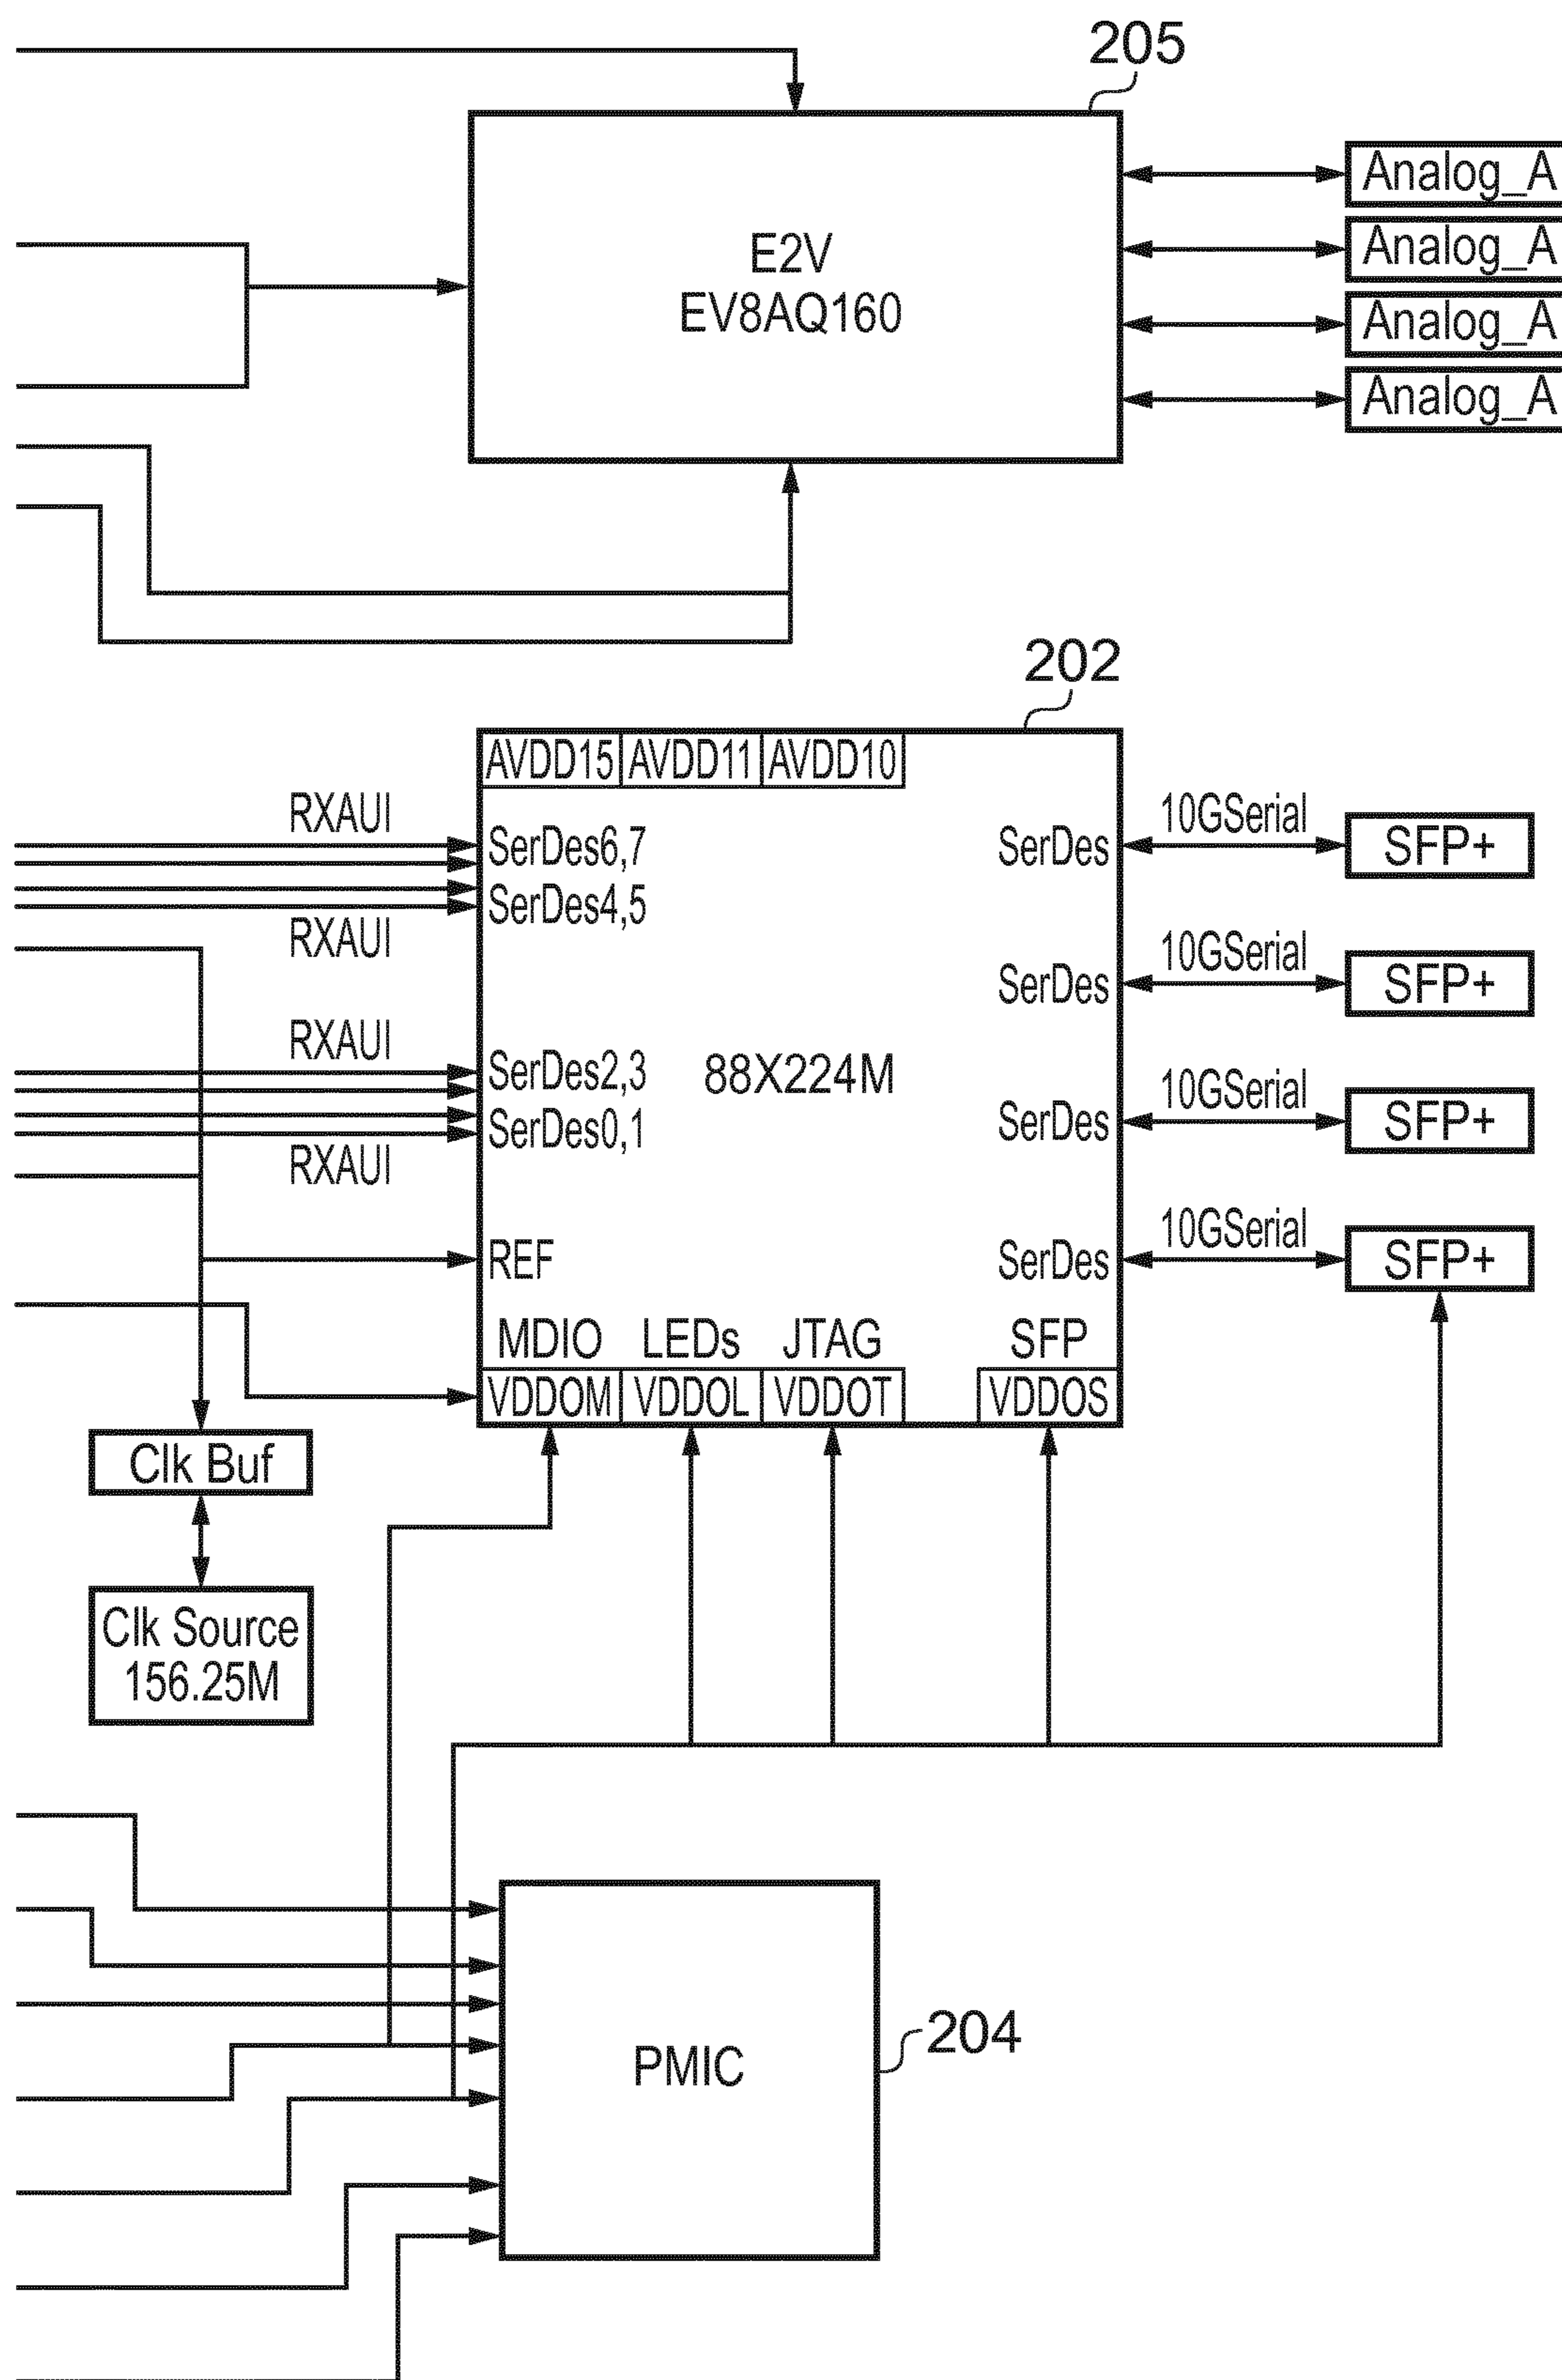 205
Analog_A
Analog_A
Analog_A
Analog_A
E2V
EV8AQ160
202
AVDD15 AVDD11 AVDD10
RXAUI
SerDes6,7
SerDes4,5
RXAUI
RXAUI
SerDes2,3
SerDes0,1
RXAUI
REF
88X224M
SerDes
10GSerial
SFP+
SerDes
10GSerial
SFP+
SerDes
10GSerial
SFP+
SerDes
10GSerial
SFP+
MDIO LEDs JTAG SFP
VDDOM VDDOL VDDOT VDDOS
Clk Buf
Clk Source
156.25M
PMIC
204